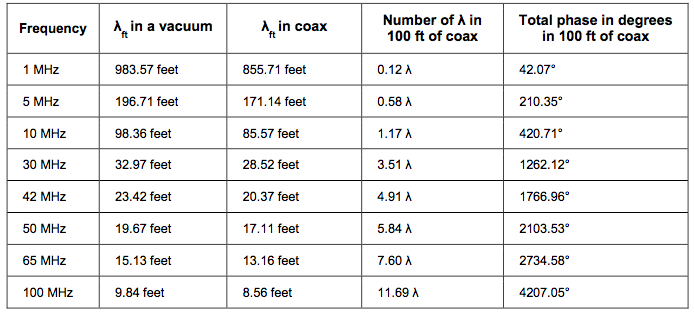 Frequency λft in a vacuum λft in coax Number of λ in 100 ft of coax Total phase in degrees in 100 ft of coax
1 MHz 983.57 feet 855.71 feet 0.12 λ 42.07°
5 MHz 196.71 feet 171.14 feet 0.58 λ 210.35°
10 MHz 98.36 feet 85.57 feet 1.17 λ 420.71°
30 MHz 32.97 feet 28.52 feet 3.51 λ 1262.12°
42 MHz 23.42 feet 20.37 feet 4.91 λ 1766.96°
50 MHz 19.67 feet 17.11 feet 5.84 λ 2103.53°
65 MHz 15.13 feet 13.16 feet 7.60 λ 2734.58°
100 MHz 9.84 feet 8.56 feet 11.69 λ 4207.05°